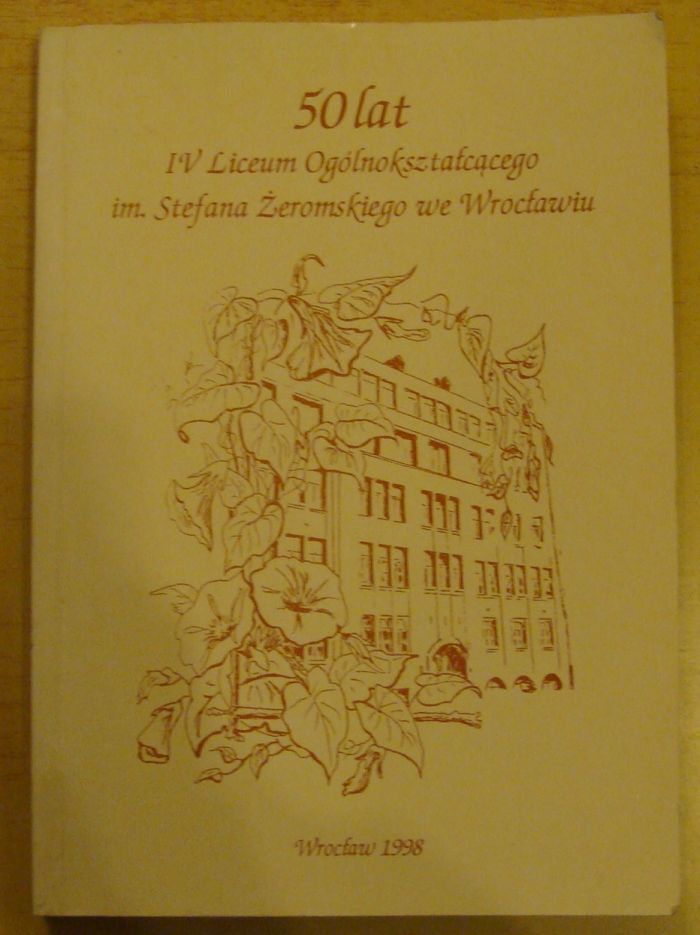 50 lat
IV Liceum Ogólnokształcącego
im. Stefana Żeromskiego we Wrocławiu
Wrocław 1998